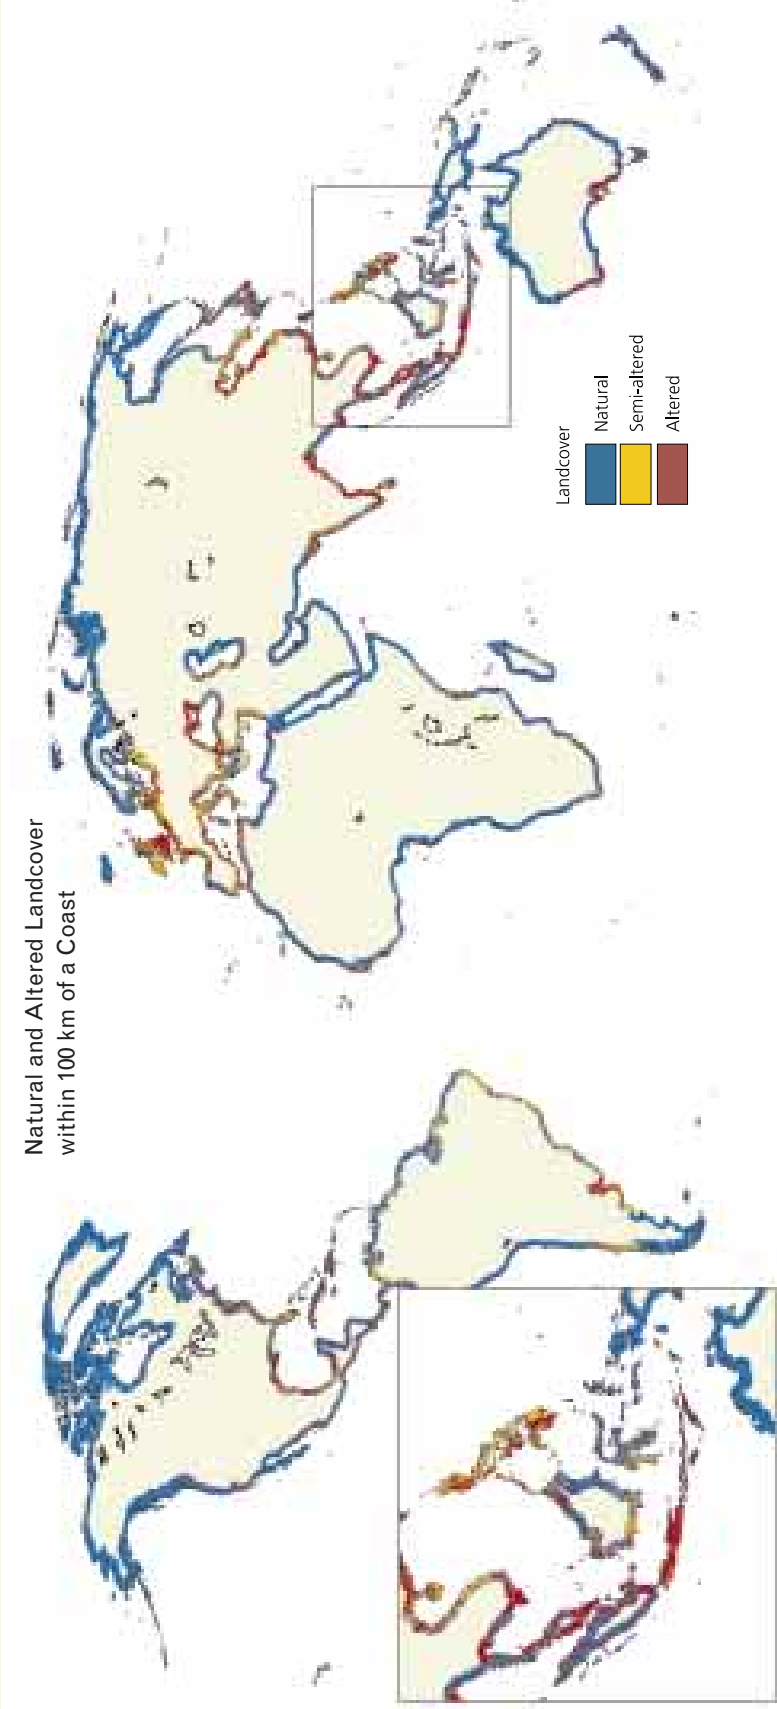 Natural and Altered Landcover
within 100 km of a Coast
Landcover
Natural
Semi-altered
Altered